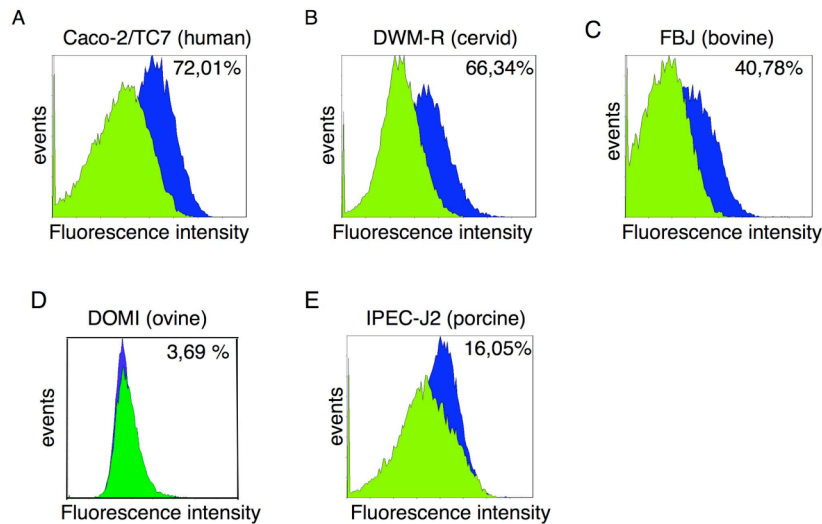 A
Caco-2/TC7 (human)
72,01%
events
Fluorescence intensity
B
DWM-R (cervid)
66,34%
events
Fluorescence intensity
C
FBJ (bovine)
40,78%
events
Fluorescence intensity
D
DOMI (ovine)
3,69 %
events
Fluorescence intensity
E
IPEC-J2 (porcine)
16,05%
events
Fluorescence intensity